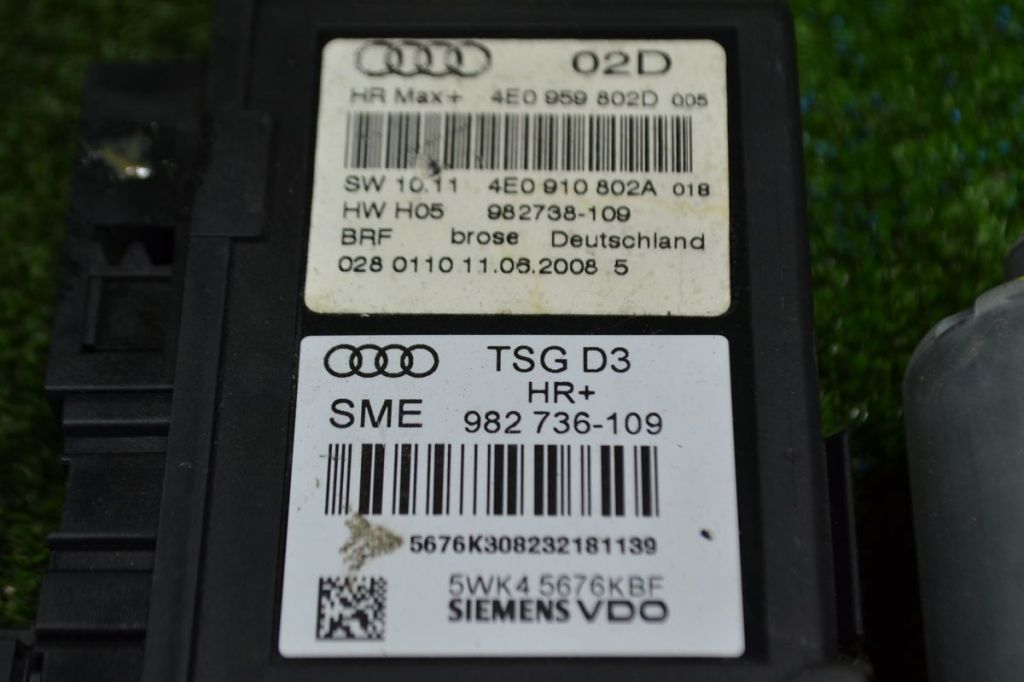 02D
HR Max+ 4E0 959 802D 005
SW 10.11 4E0 910 802A 018
HW H05 982738-109
BRF brose Deutschland
028 0110 11.06.2008 5
TSG D3
HR+
SME 982 736-109
5676K308232181139
5WK4 5676KBF
SIEMENS VDO